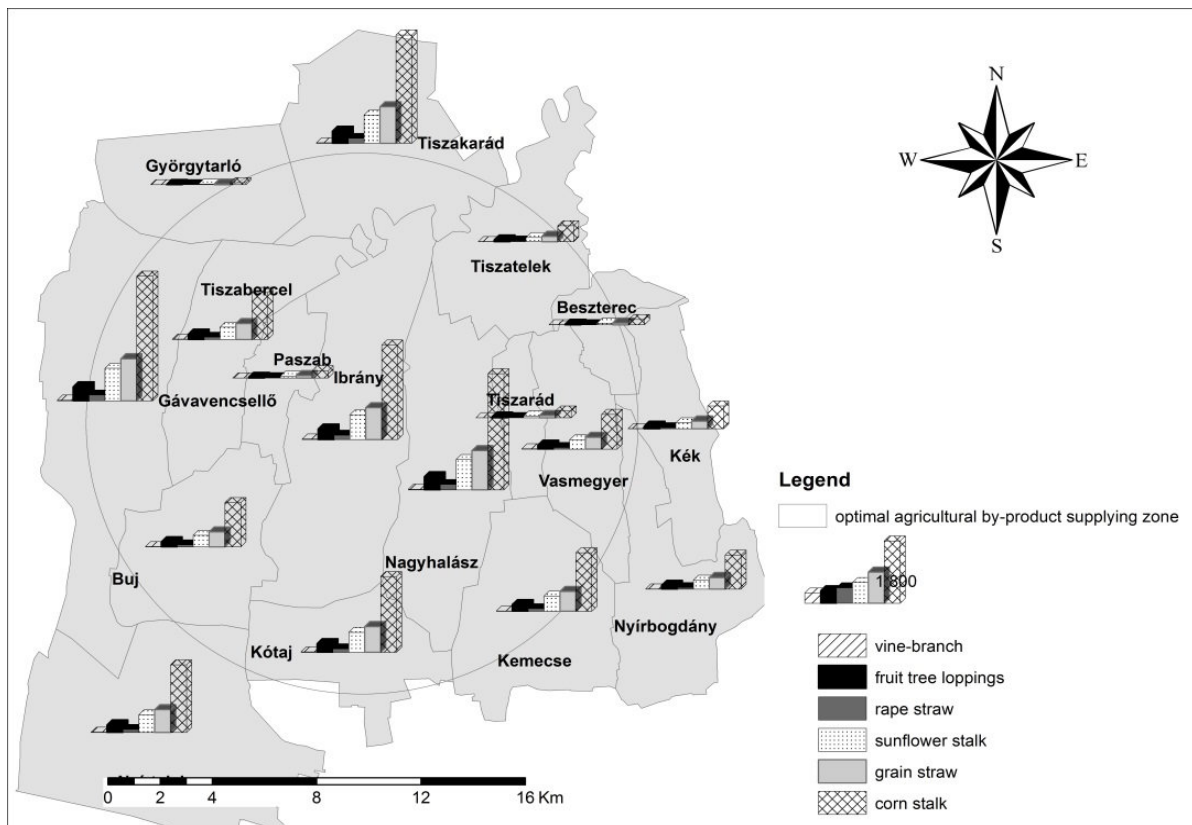 N
W
E
S
Tiszakarád
Györgytarló
Tiszatelek
Tiszabercel
Beszterec
Paszab
Ibrány
Gávavencsellő
Tiszarád
Kék
Vasmegyer
Legend
optimal agricultural by-product supplying zone
1:800
Nagyhalász
Buj
Nyírbogdány
Kótaj
Kemecse
vine-branch
fruit tree loppings
rape straw
sunflower stalk
grain straw
corn stalk
0 2 4 8 12 16 Km